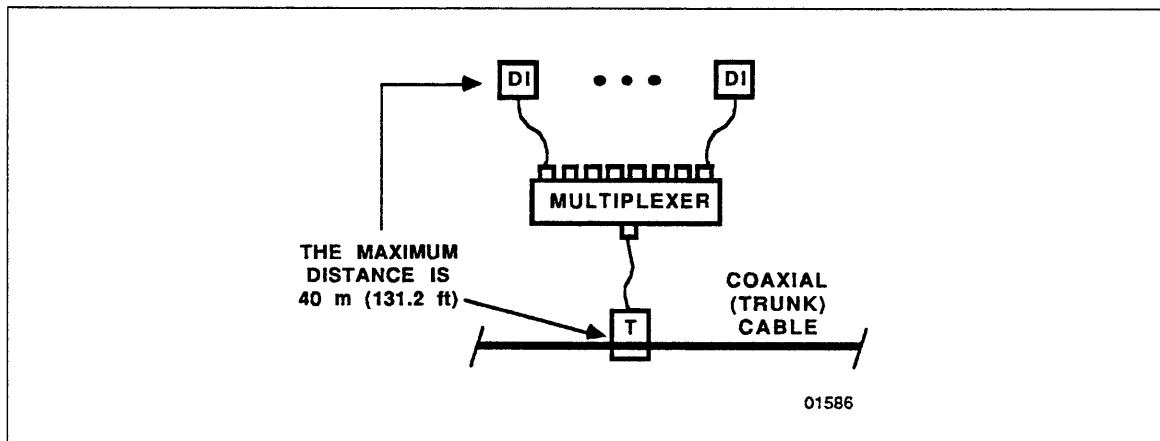 DI
• • •
DI
MULTIPLEXER
THE MAXIMUM
DISTANCE IS
40 m (131.2 ft)
T
COAXIAL
(TRUNK)
CABLE
01586